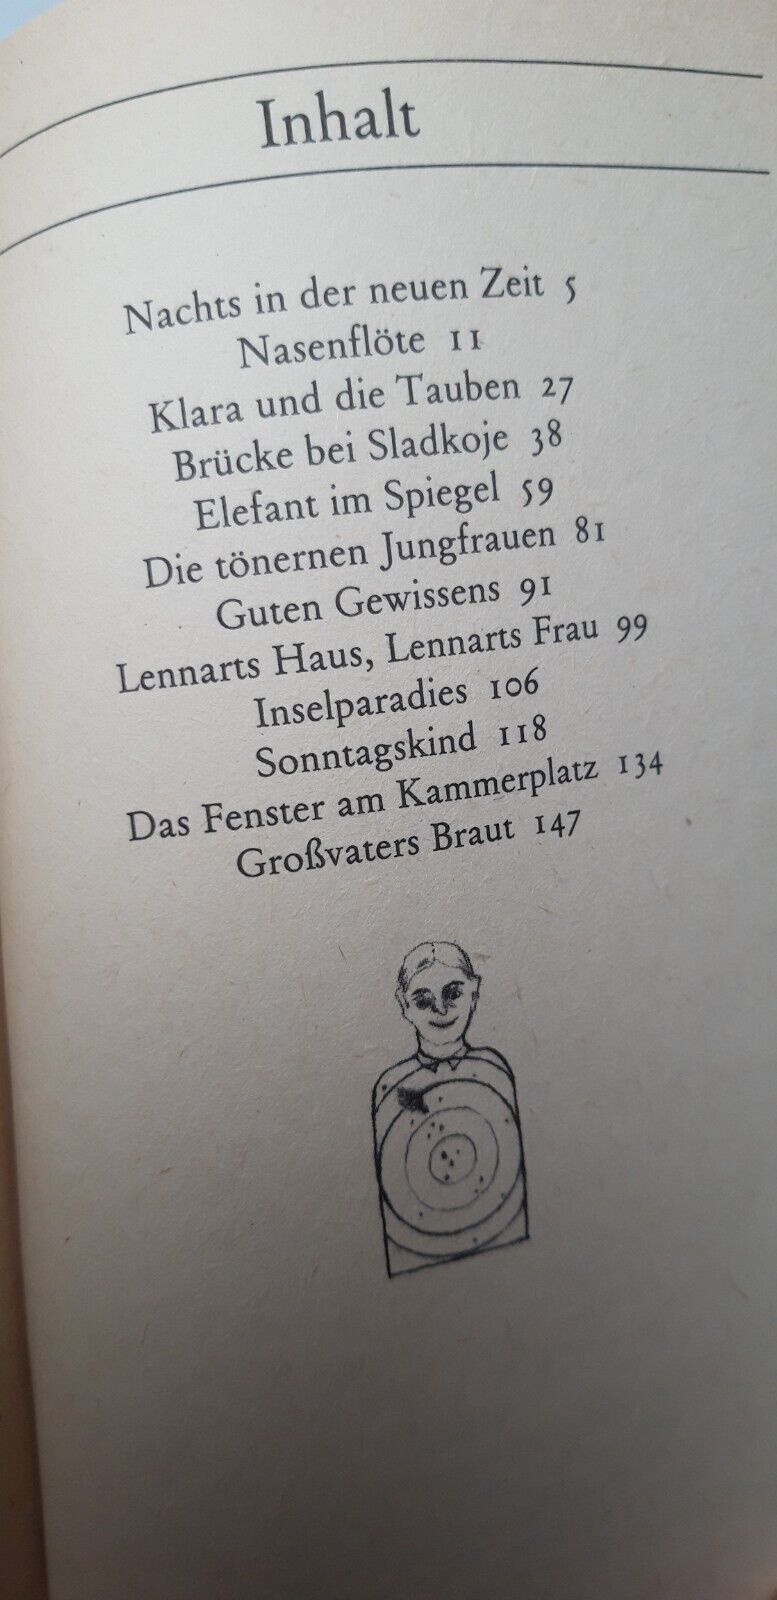 Inhalt
Nachts in der neuen Zeit 5
Nasenflöte 11
Klara und die Tauben 27
Brücke bei Sladkoje 38
Elefant im Spiegel 59
Die tönernen Jungfrauen 81
Guten Gewissens 91
Lennarts Haus, Lennarts Frau 99
Inselparadies 106
Sonntagskind 118
Das Fenster am Kammerplatz 134
Großvaters Braut 147